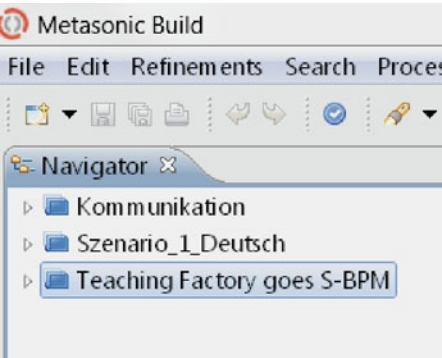 Metasonic Build
File Edit Refinements Search Proces
Navigator
Kommunikation
Szenario_1_Deutsch
Teaching Factory goes S-BPM